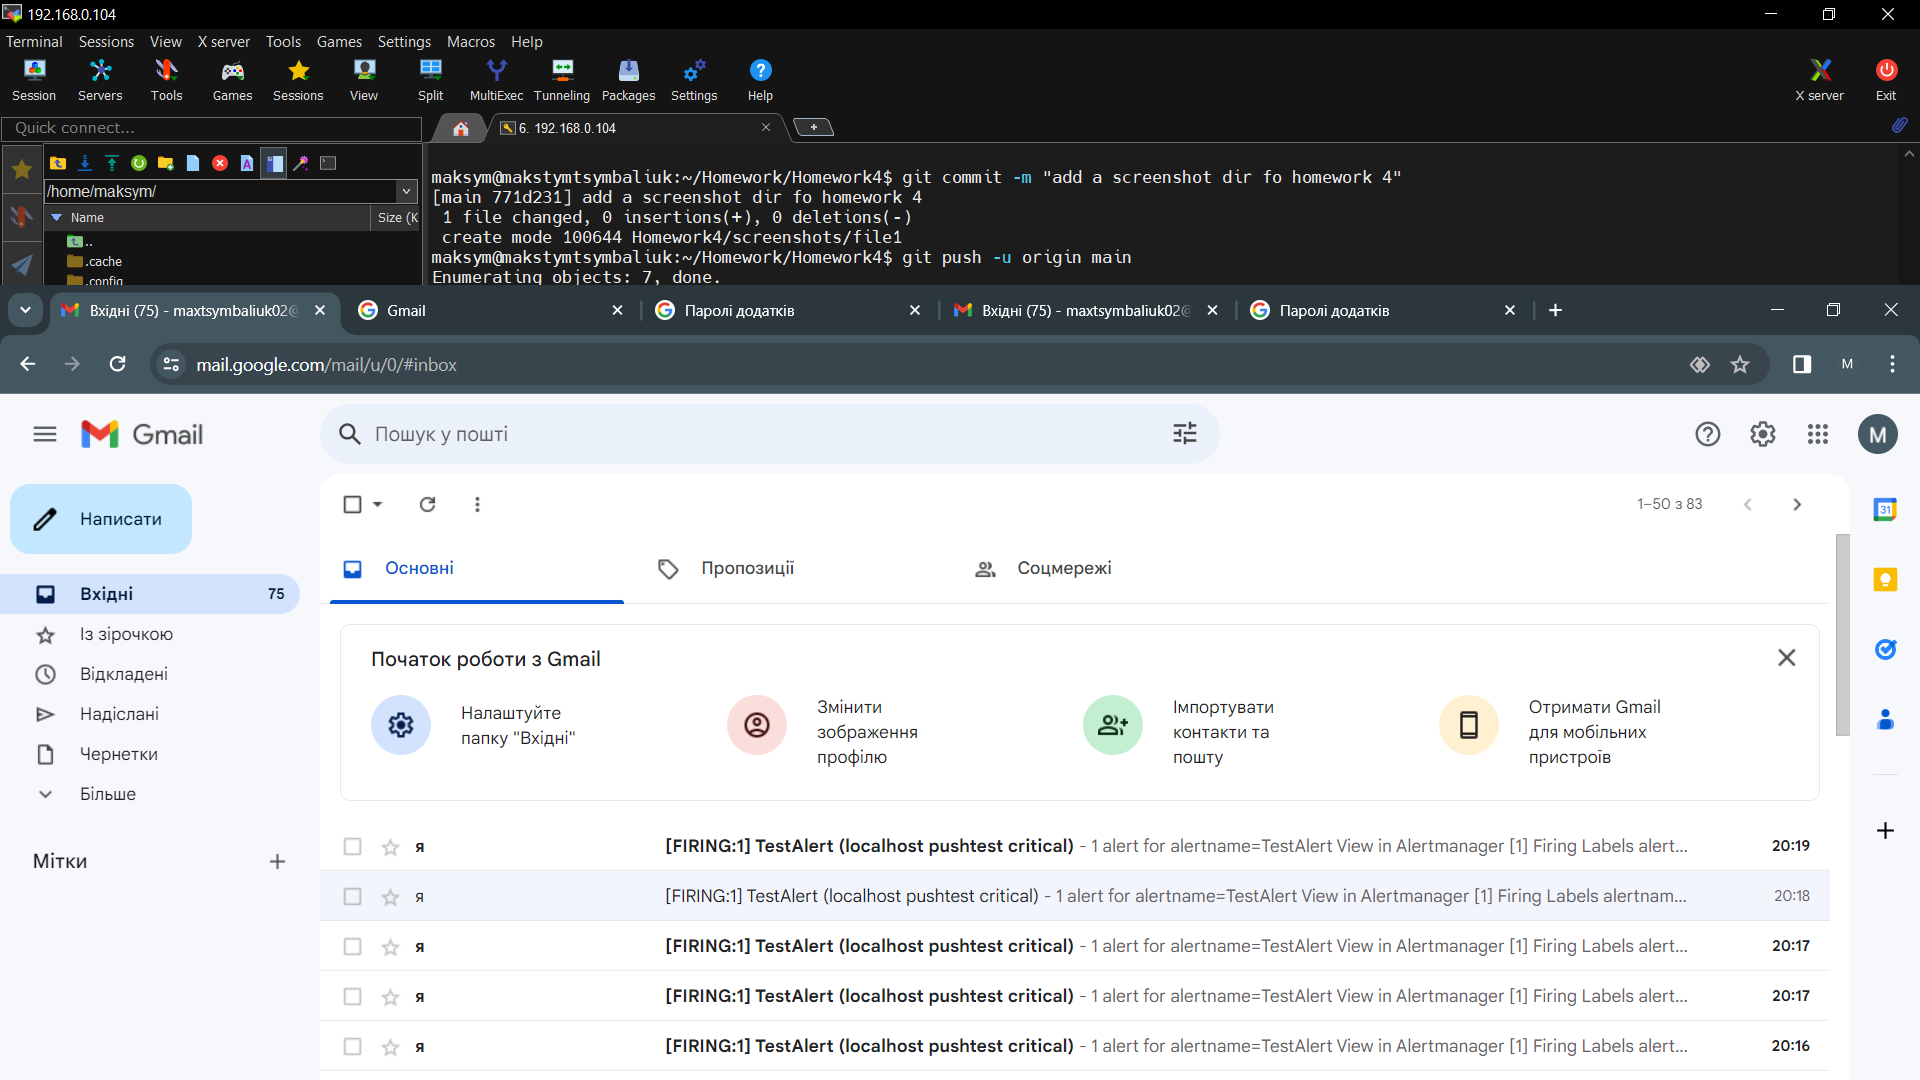 192.168.0.104
Terminal Sessions View X server Tools Games Settings Macros Help
Session Servers Tools Games Sessions View Split MultiExec Tunneling Packages Settings Help X server Exit
Quick connect...
6. 192.168.0.104
/home/maksym/
Name Size (K
..
.cache
.config
maksym@makstymtsymbaliuk:~/Homework/Homework4$ git commit -m "add a screenshot dir fo homework 4"
[main 771d231] add a screenshot dir fo homework 4
1 file changed, 0 insertions(+), 0 deletions(-)
create mode 100644 Homework4/screenshots/file1
maksym@makstymtsymbaliuk:~/Homework/Homework4$ git push -u origin main
Enumerating objects: 7, done.
Вхідні (75) - maxtsymbaliuk02@ Gmail Паролі додатків Вхідні (75) - maxtsymbaliuk02@ Паролі додатків
mail.google.com/mail/u/0/#inbox
M
Gmail
Пошук у пошті
M
Написати
1–50 з 83
31
Основні Пропозиції Соцмережі
Вхідні 75
Із зірочкою
Відкладені
Надіслані
Чернетки
Більше
Мітки
Початок роботи з Gmail
Налаштуйте
папку "Вхідні"
Змінити
зображення
профілю
Імпортувати
контакти та
пошту
Отримати Gmail
для мобільних
пристроїв
я [FIRING:1] TestAlert (localhost pushtest critical) - 1 alert for alertname=TestAlert View in Alertmanager [1] Firing Labels alert... 20:19
я [FIRING:1] TestAlert (localhost pushtest critical) - 1 alert for alertname=TestAlert View in Alertmanager [1] Firing Labels alertnam... 20:18
я [FIRING:1] TestAlert (localhost pushtest critical) - 1 alert for alertname=TestAlert View in Alertmanager [1] Firing Labels alert... 20:17
я [FIRING:1] TestAlert (localhost pushtest critical) - 1 alert for alertname=TestAlert View in Alertmanager [1] Firing Labels alert... 20:17
я [FIRING:1] TestAlert (localhost pushtest critical) - 1 alert for alertname=TestAlert View in Alertmanager [1] Firing Labels alert... 20:16